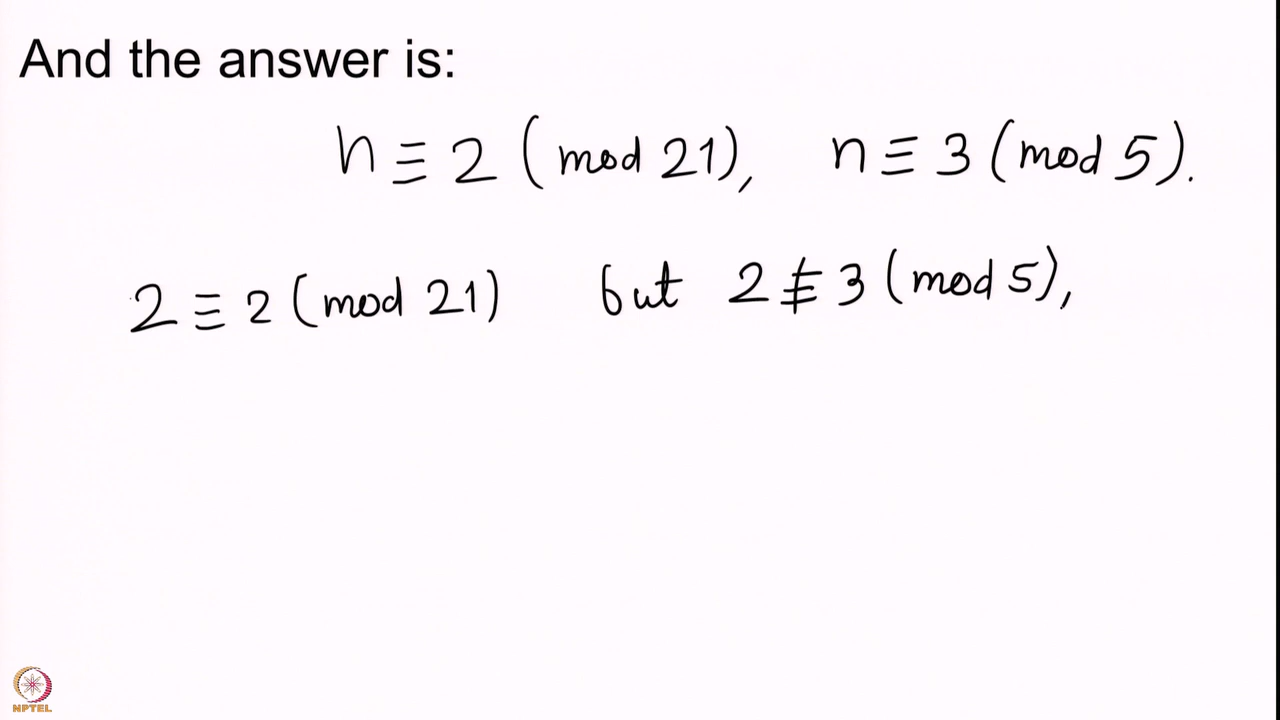 And the answer is:
n ≡ 2 (mod 21), n ≡ 3 (mod 5).
2 ≡ 2 (mod 21) but 2 ≢ 3 (mod 5),
NPTEL